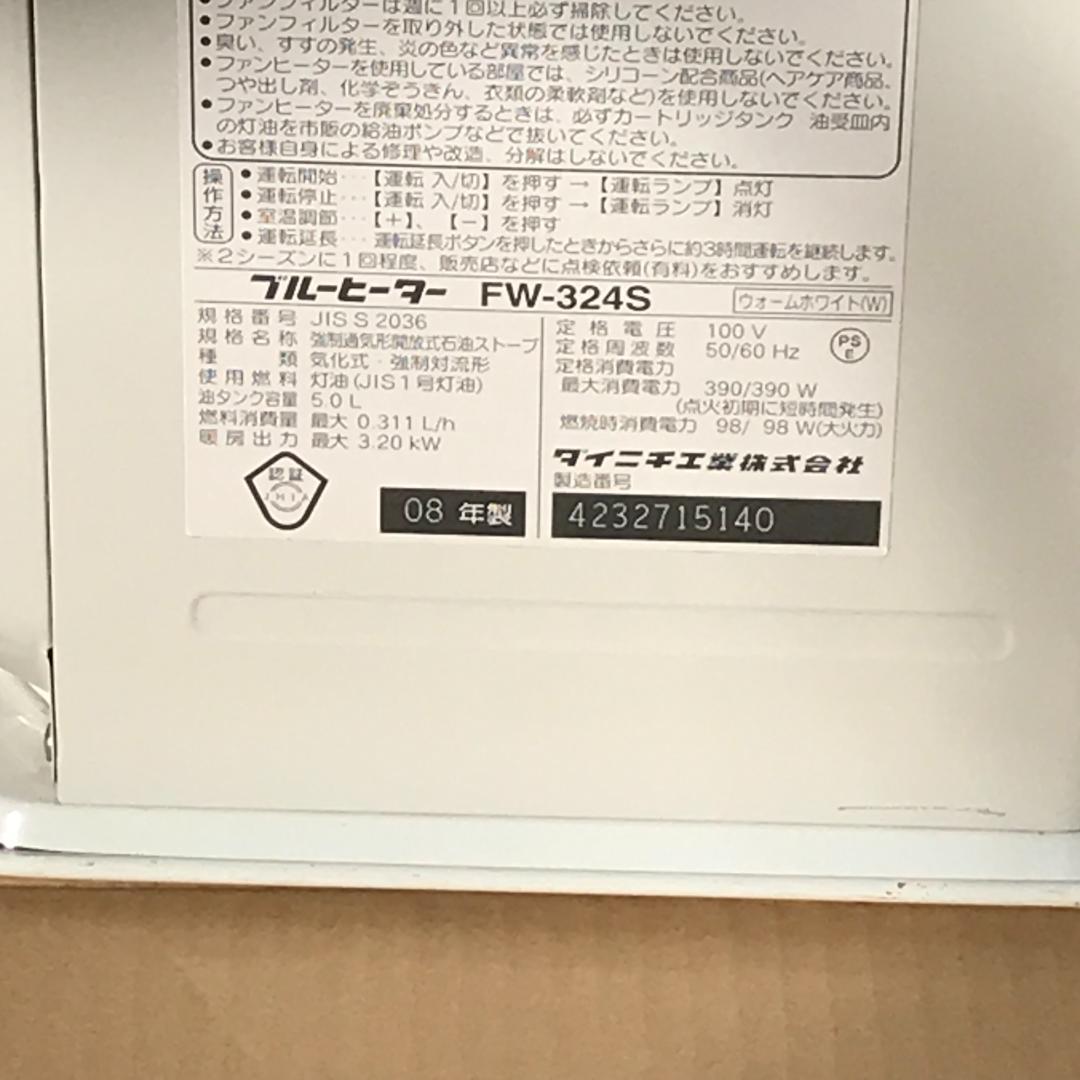 ●ファンフィルターは週に1回以上必ず掃除してください。
●ファンフィルターを取り外した状態では使用しないでください。
●臭い、すすの発生、炎の色など異常を感じたときは使用しないでください。
●ファンヒーターを使用している部屋では、シリコーン配合商品(ヘアケア商品、
つや出し剤、化学ぞうきん、衣類の柔軟剤など)を使用しないでください。
●ファンヒーターを廃棄処分するときは、必ずカートリッジタンク 油受皿内
の灯油を市販の給油ポンプなどで抜いてください。
●お客様自身による修理や改造、分解はしないでください。
操作方法
●運転開始…【運転 入/切】を押す→【運転ランプ】点灯
●運転停止…【運転 入/切】を押す→【運転ランプ】消灯
●室温調節…【+】、【-】を押す
●運転延長…運転延長ボタンを押したときからさらに約3時間運転を継続します。
※2シーズンに1回程度、販売店などに点検依頼(有料)をおすすめします。
ブルーヒーター FW-324S ウォームホワイト(W)
規格番号 JIS S 2036
規格名称 強制通気形開放式石油ストーブ
種類 気化式・強制対流形
使用燃料 灯油(JIS1号灯油)
油タンク容量 5.0 L
燃料消費量 最大 0.311 L/h
暖房出力 最大 3.20 kW
認証
JHIA
08 年製
定格電圧 100 V
定格周波数 50/60 Hz
PS
E
定格消費電力
最大消費電力 390/390 W
(点火初期に短時間発生)
燃焼時消費電力 98/ 98 W(大火力)
ダイニチ工業株式会社
製造番号
4232715140